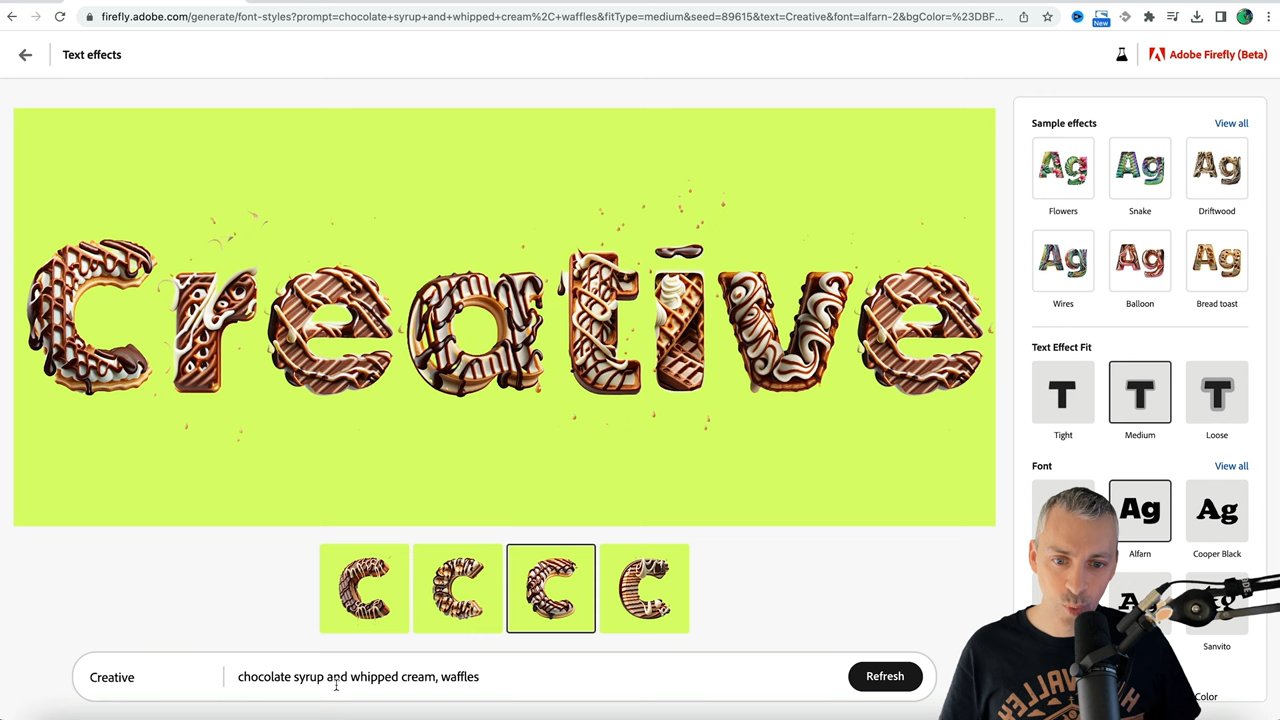 firefly.adobe.com/generate/font-styles?prompt=chocolate+syrup+and+whipped+cream%2C+waffles&fitType=medium&seed=89615&text=Creative&font=alfarn-2&bgColor=%23DBF...
New
Text effects
Adobe Firefly (Beta)
Creative
Sample effects
View all
Ag Ag Ag
Flowers Snake Driftwood
Ag Ag Ag
Wires Balloon Bread toast
Text Effect Fit
T T T
Tight Medium Loose
Font
View all
Ag Ag
Alfarn Cooper Black
Sanvito
Color
C C C C
Creative
chocolate syrup and whipped cream, waffles
Refresh